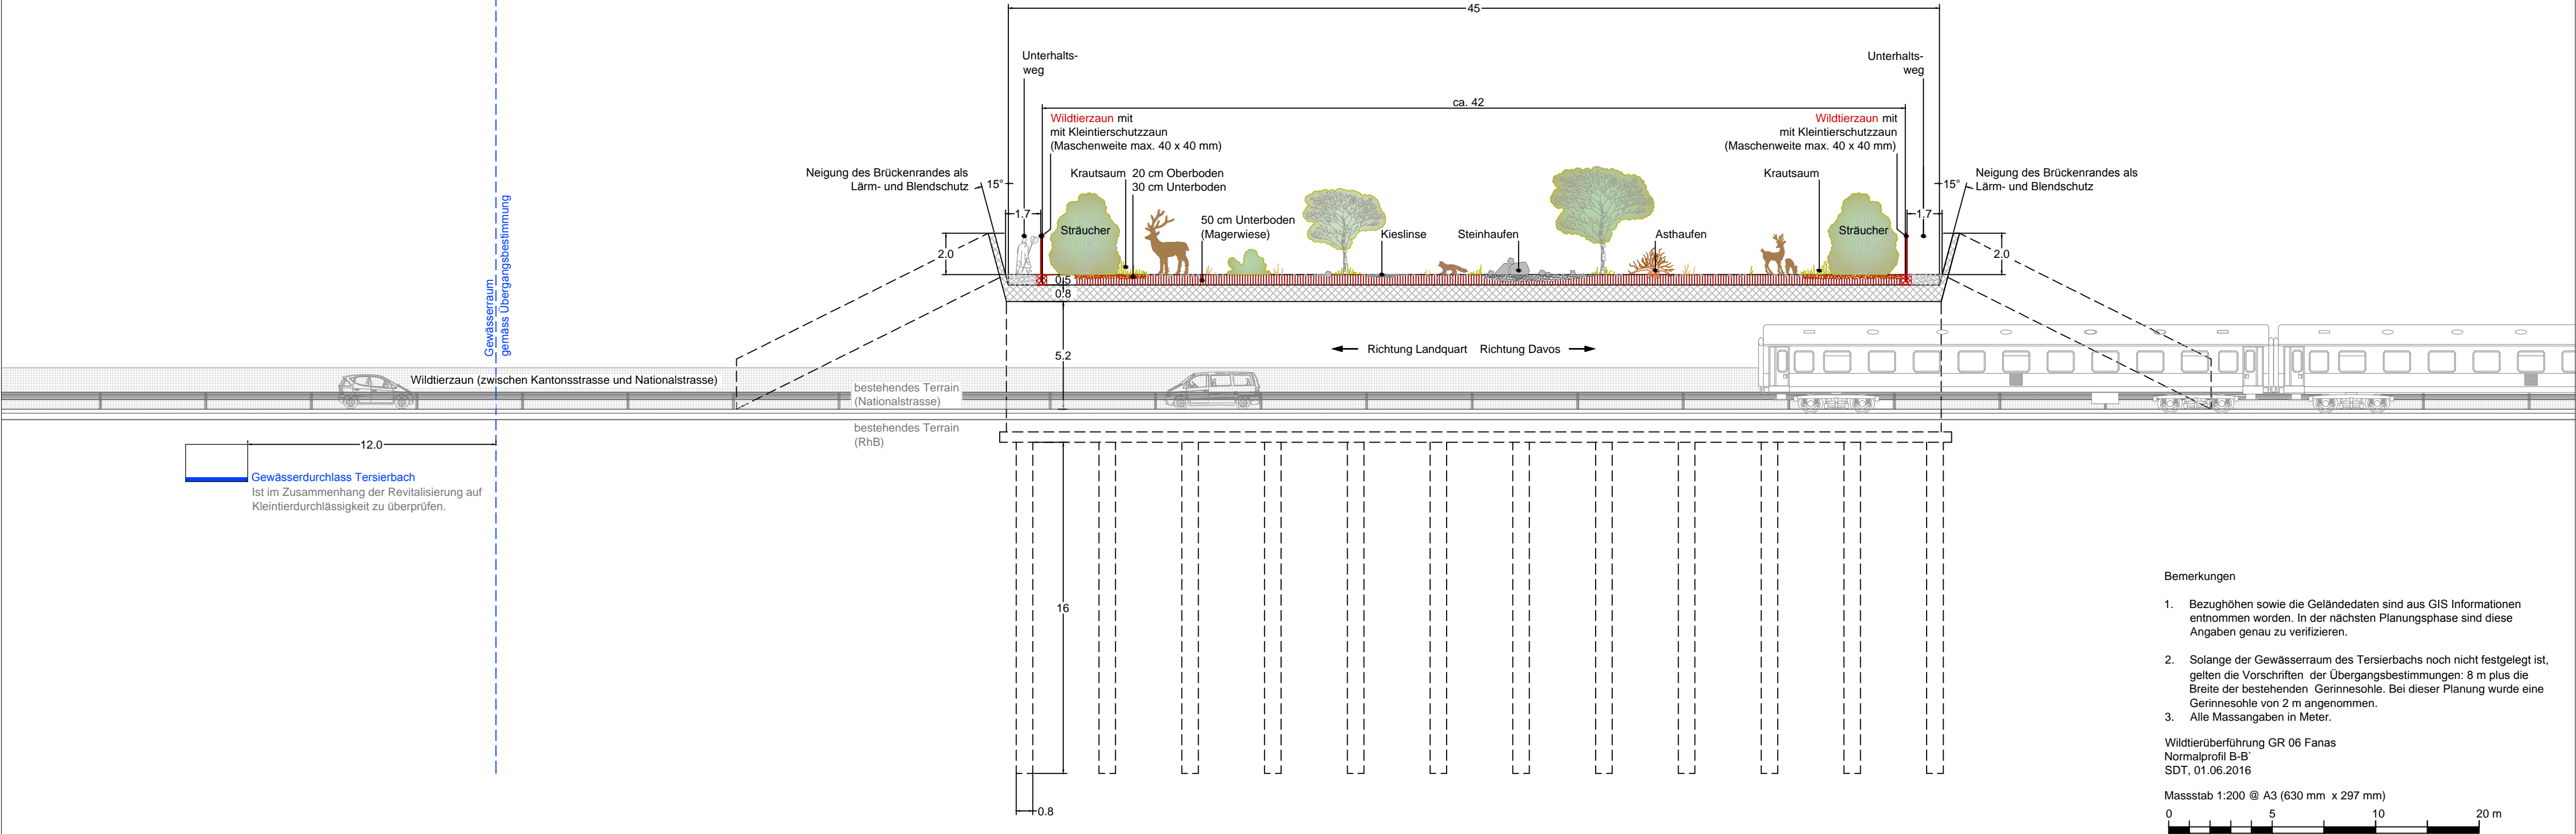 45
Unterhalts-
weg
Unterhalts-
weg
ca. 42
Wildtierzaun mit
mit Kleintierschutzzaun
(Maschenweite max. 40 x 40 mm)
Wildtierzaun mit
mit Kleintierschutzzaun
(Maschenweite max. 40 x 40 mm)
Neigung des Brückenrandes als
Lärm- und Blendschutz
15°
Krautsaum
20 cm Oberboden
30 cm Unterboden
Krautsaum
15°
Neigung des Brückenrandes als
Lärm- und Blendschutz
1.7
50 cm Unterboden
(Magerwiese)
1.7
Sträucher
Kieslinse
Steinhaufen
Asthaufen
Sträucher
2.0
2.0
0.5
0.8
Gewässerraum
gemäss Übergangsbestimmung
5.2
Richtung Landquart
Richtung Davos
Wildtierzaun (zwischen Kantonsstrasse und Nationalstrasse)
bestehendes Terrain
(Nationalstrasse)
bestehendes Terrain
(RhB)
12.0
Gewässerdurchlass Tersierbach
Ist im Zusammenhang der Revitalisierung auf
Kleintierdurchlässigkeit zu überprüfen.
16
0.8
Bemerkungen
1. Bezughöhen sowie die Geländedaten sind aus GIS Informationen
entnommen worden. In der nächsten Planungsphase sind diese
Angaben genau zu verifizieren.
2. Solange der Gewässerraum des Tersierbachs noch nicht festgelegt ist,
gelten die Vorschriften der Übergangsbestimmungen: 8 m plus die
Breite der bestehenden Gerinnesohle. Bei dieser Planung wurde eine
Gerinnesohle von 2 m angenommen.
3. Alle Massangaben in Meter.
Wildtierüberführung GR 06 Fanas
Normalprofil B-B`
SDT, 01.06.2016
Massstab 1:200 @ A3 (630 mm x 297 mm)
0 5 10 20 m